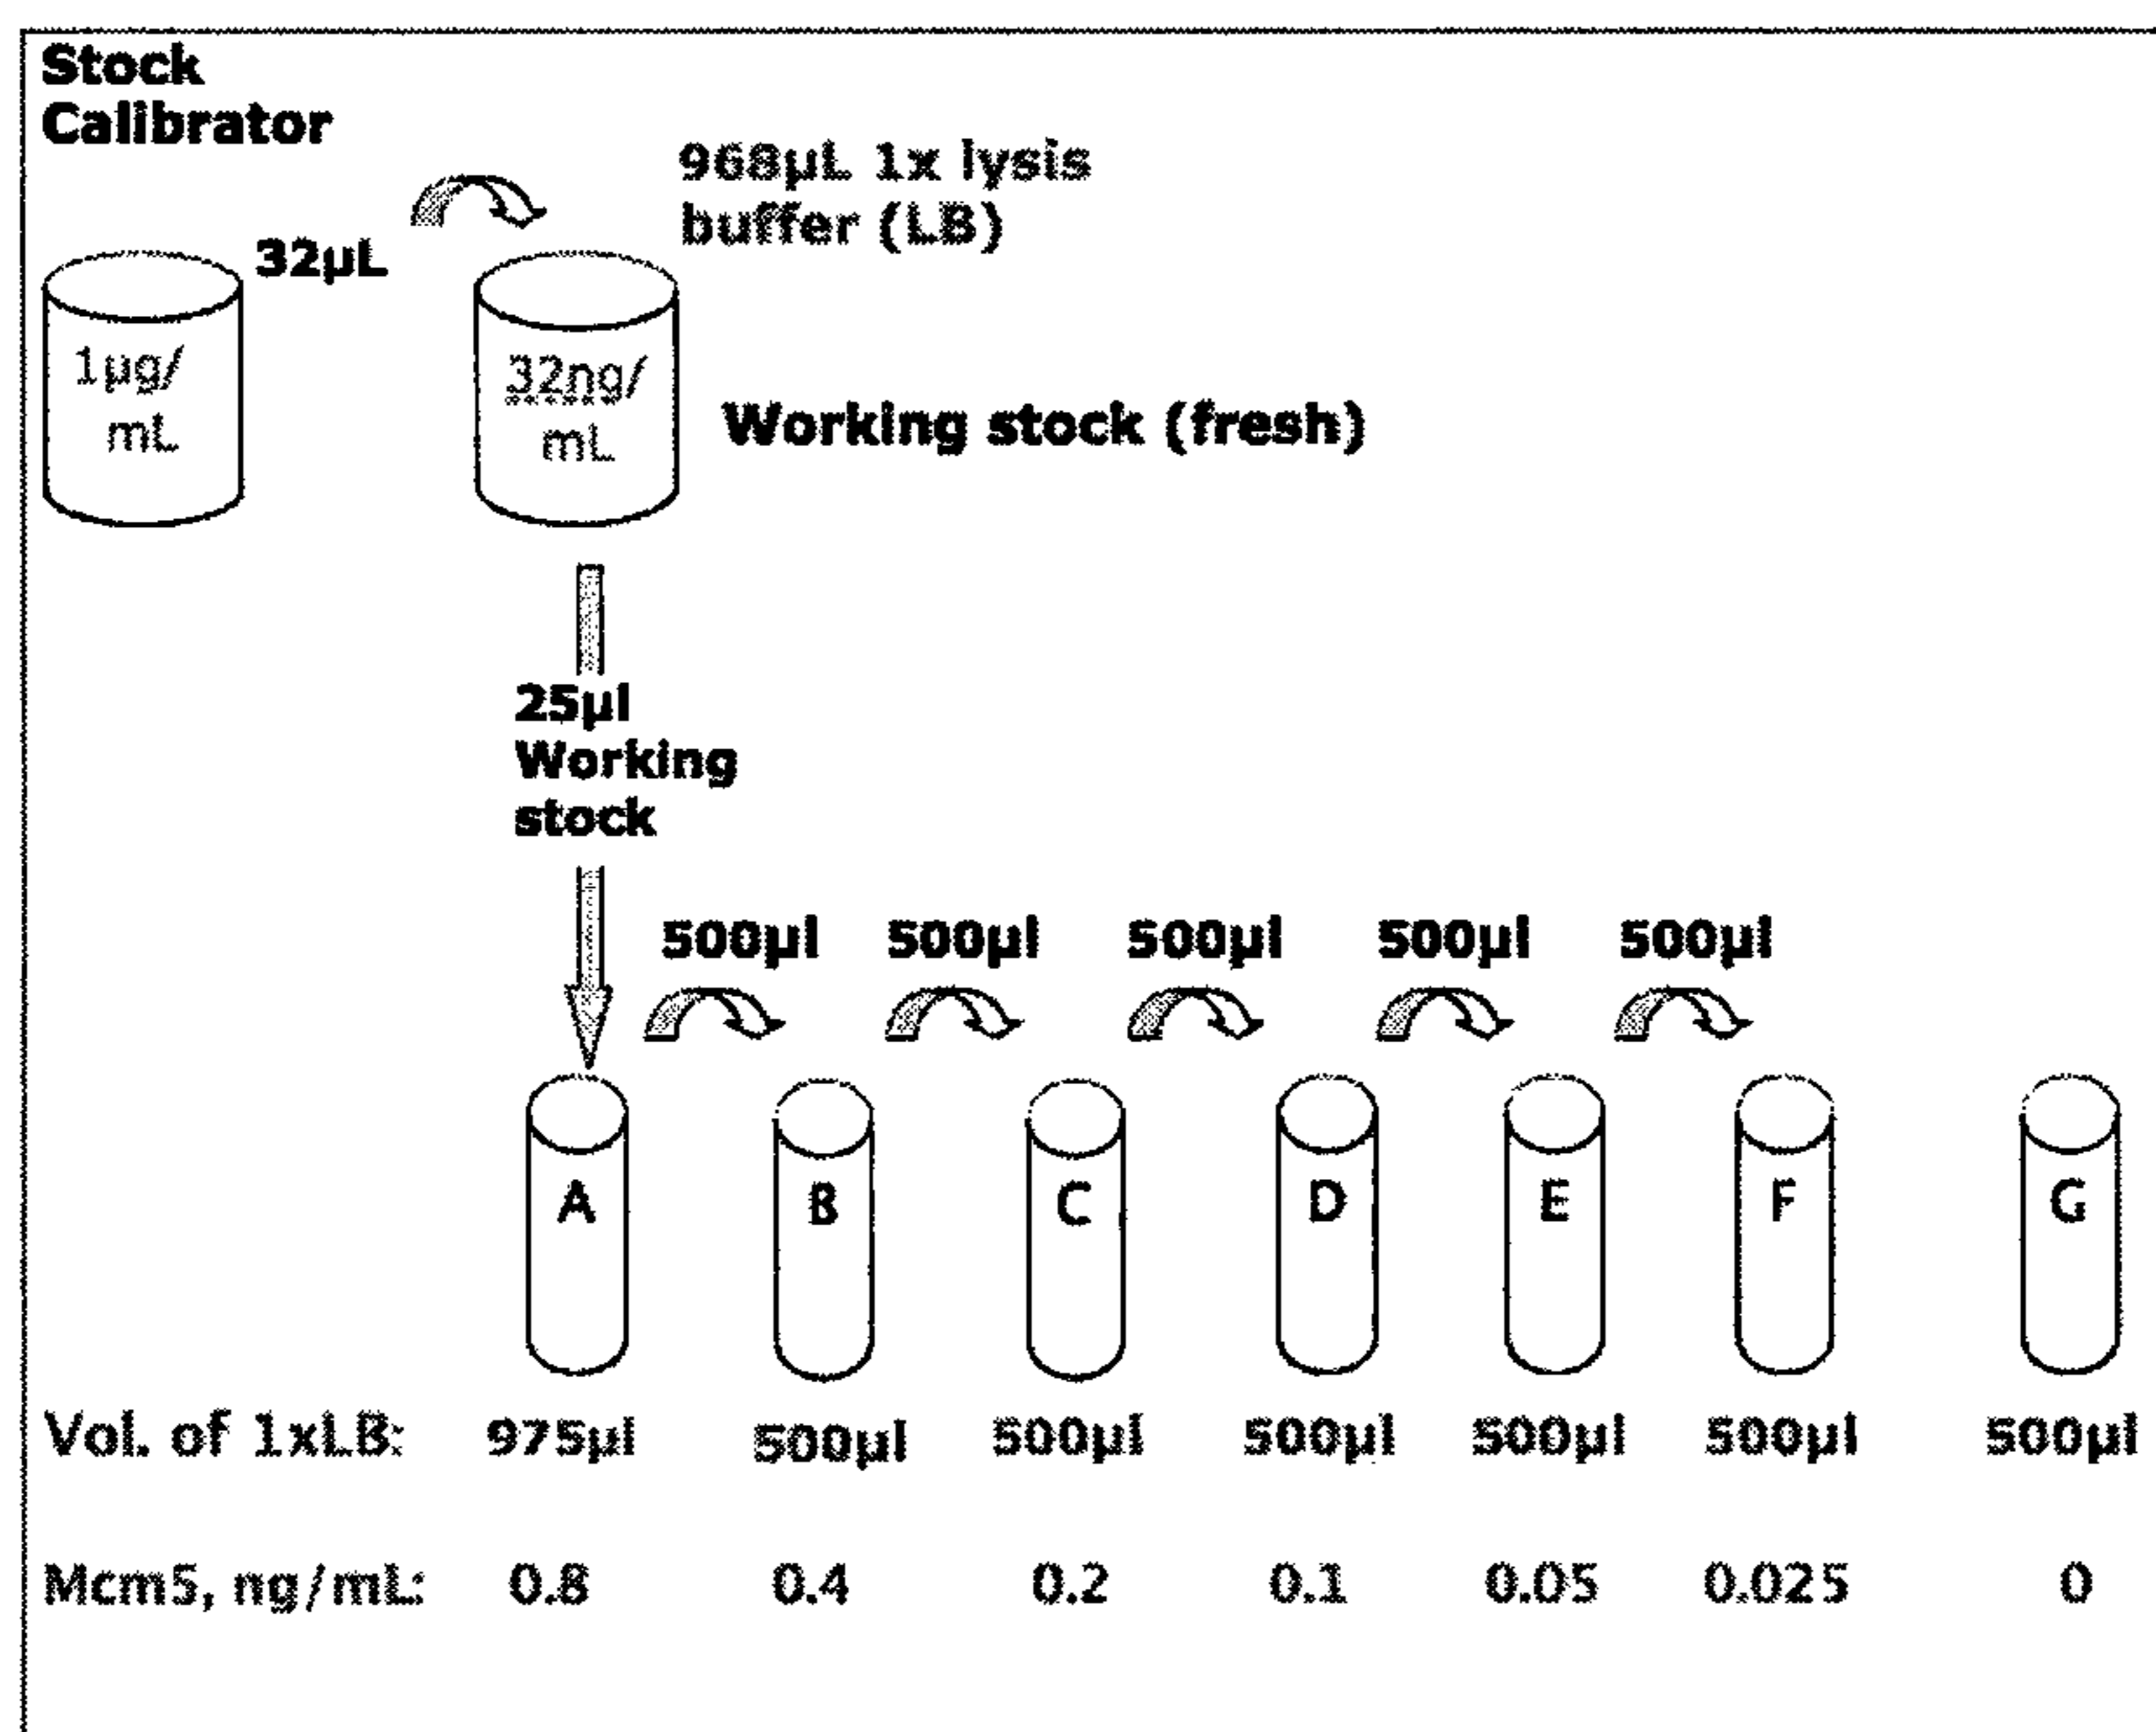 Stock
Calibrator
968µL 1x lysis
buffer (LB)
32µL
1µg/
mL
32ng/
mL
Working stock (fresh)
25µl
Working
stock
500µl 500µl 500µl 500µl 500µl
A B C D E F G
Vol. of 1xLB: 975µl 500µl 500µl 500µl 500µl 500µl 500µl
Mcm5, ng/mL: 0.8 0.4 0.2 0.1 0.05 0.025 0